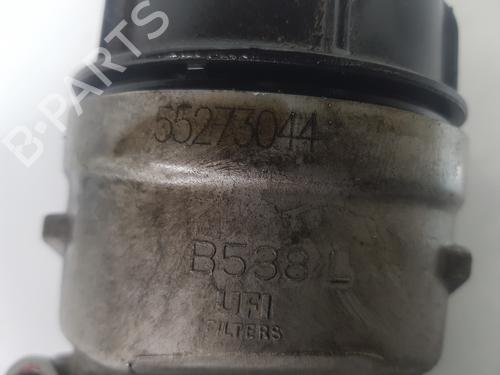 B-PARTS
55273044
B538 L
UFI
FILTERS